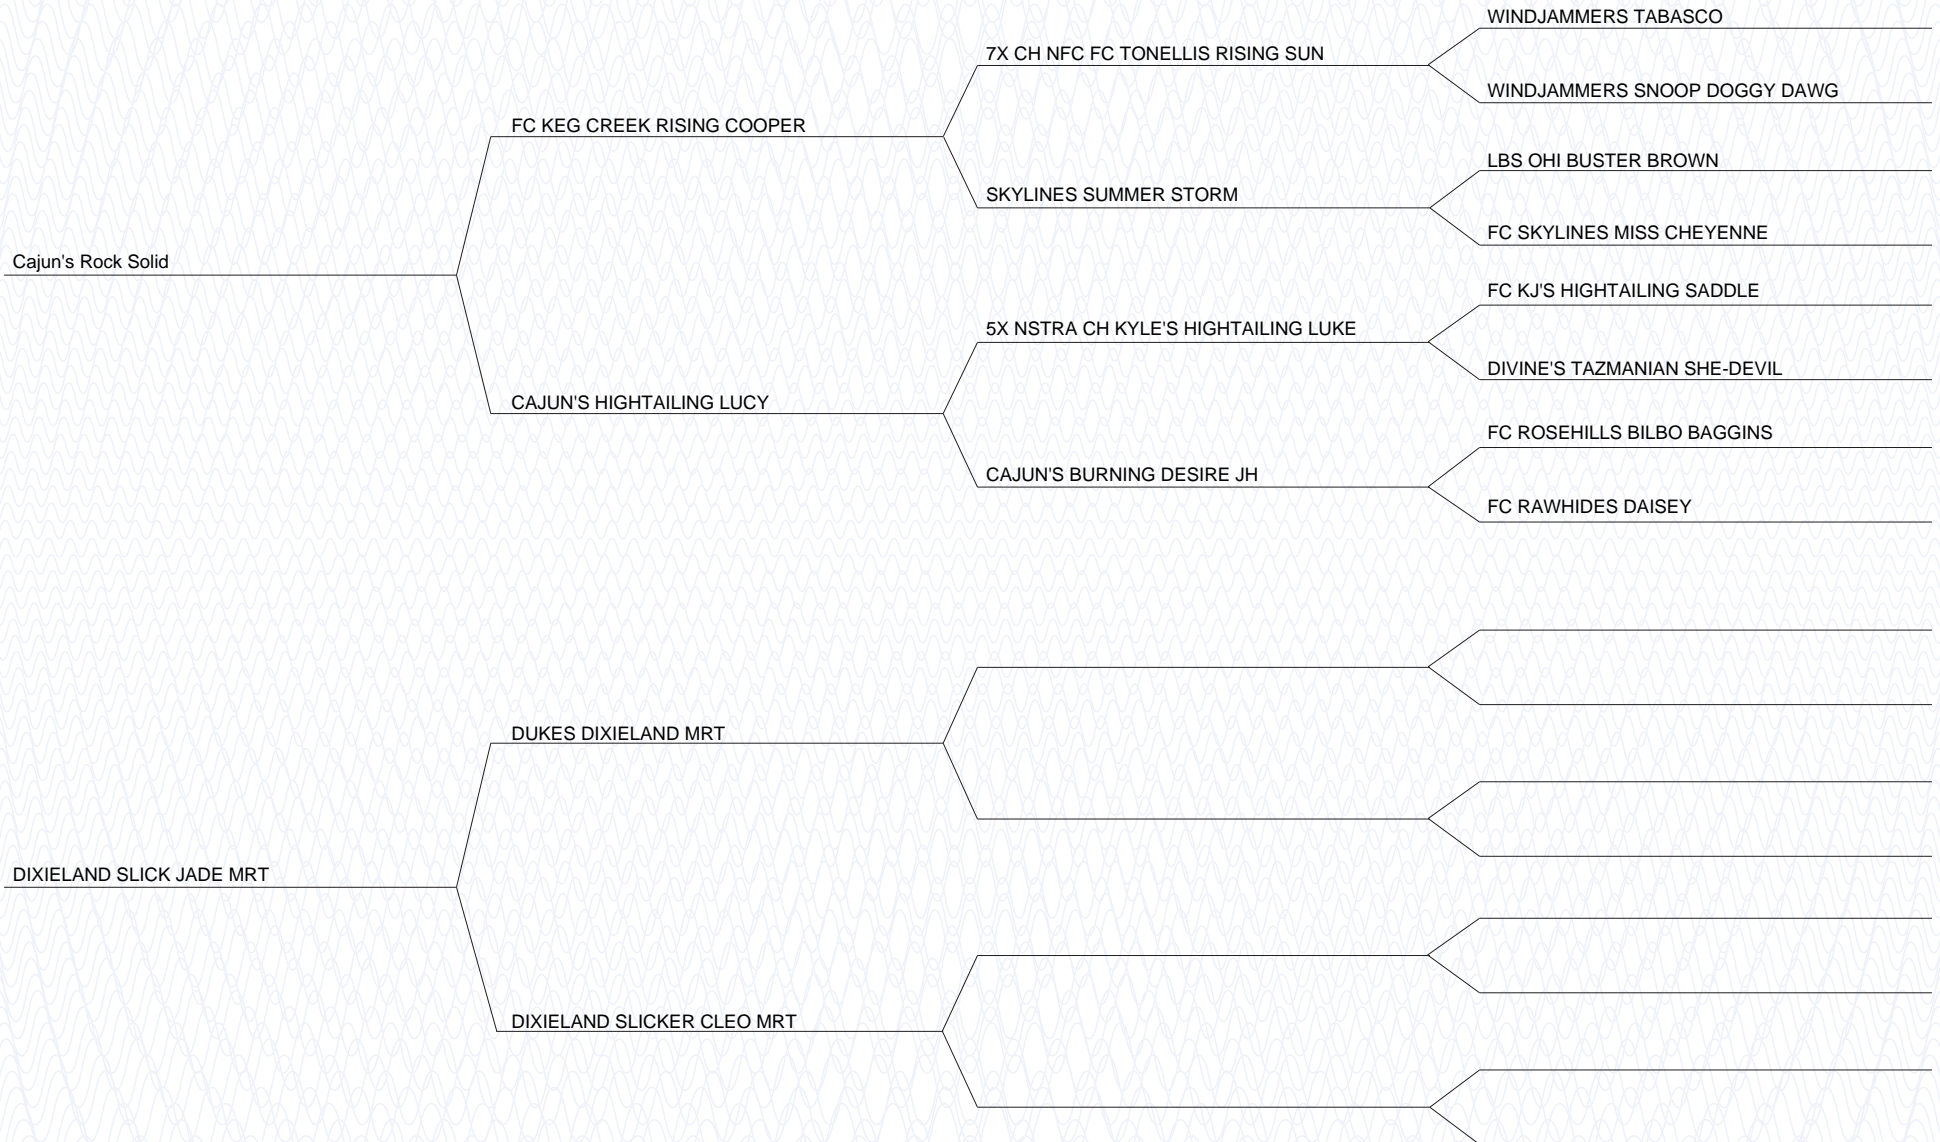 WINDJAMMERS TABASCO
7X CH NFC FC TONELLIS RISING SUN
WINDJAMMERS SNOOP DOGGY DAWG
FC KEG CREEK RISING COOPER
LBS OHI BUSTER BROWN
SKYLINES SUMMER STORM
FC SKYLINES MISS CHEYENNE
Cajun's Rock Solid
FC KJ'S HIGHTAILING SADDLE
5X NSTRA CH KYLE'S HIGHTAILING LUKE
DIVINE'S TAZMANIAN SHE-DEVIL
CAJUN'S HIGHTAILING LUCY
FC ROSEHILLS BILBO BAGGINS
CAJUN'S BURNING DESIRE JH
FC RAWHIDES DAISEY
DUKES DIXIELAND MRT
DIXIELAND SLICK JADE MRT
DIXIELAND SLICKER CLEO MRT